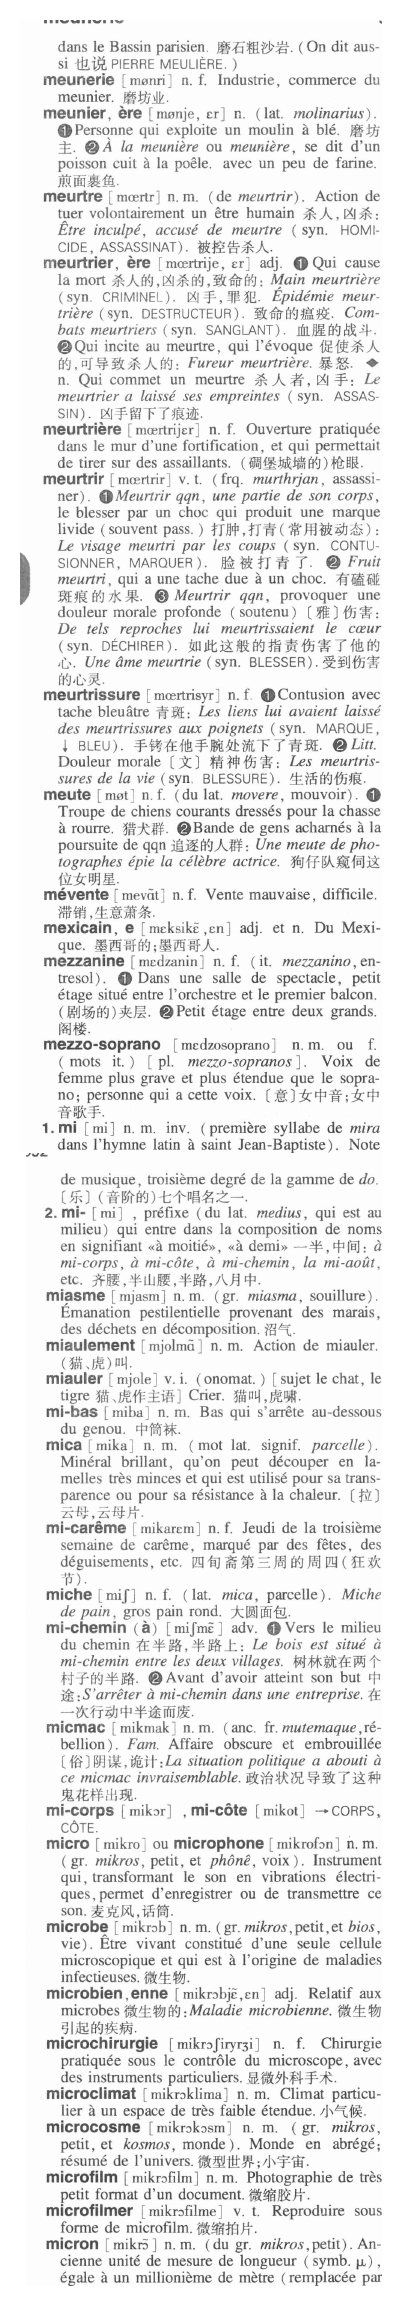 dans le Bassin parisien. 磨石粗沙岩. (On dit aus-
si 也说 PIERRE MEULIÈRE. )
meunerie [mønri] n. f. Industrie, commerce du
meunier. 磨坊业.
meunier, ère [mønje, ɛr] n. (lat. molinarius).
❶Personne qui exploite un moulin à blé. 磨坊
主. ❷À la meunière ou meunière, se dit d'un
poisson cuit à la poêle. avec un peu de farine.
煎面裹鱼.
meurtre [mœrtr] n. m. (de meurtrir). Action de
tuer volontairement un être humain 杀人,凶杀:
Être inculpé, accusé de meurtre ( syn. HOMI-
CIDE, ASSASSINAT). 被控告杀人.
meurtrier, ère [mœrtrije, ɛr] adj. ❶Qui cause
la mort 杀人的,凶杀的,致命的: Main meurtrière
(syn. CRIMINEL). 凶手,罪犯. Épidémie meur-
trière (syn. DESTRUCTEUR). 致命的瘟疫. Com-
bats meurtriers (syn. SANGLANT). 血腥的战斗.
❷Qui incite au meurtre, qui l'évoque 促使杀人
的,可导致杀人的: Fureur meurtrière. 暴怒. ◆
n. Qui commet un meurtre 杀人者,凶手: Le
meurtrier a laissé ses empreintes ( syn. ASSAS-
SIN). 凶手留下了痕迹.
meurtrière [mœrtrijɛr] n. f. Ouverture pratiquée
dans le mur d'une fortification, et qui permettait
de tirer sur des assaillants. (碉堡城墙的)枪眼.
meurtrir [mœrtrir] v. t. (frq. murthrjan, assassi-
ner). ❶Meurtrir qqn, une partie de son corps,
le blesser par un choc qui produit une marque
livide (souvent pass. ) 打肿,打青(常用被动态):
Le visage meurtri par les coups (syn. CONTU-
SIONNER, MARQUER). 脸被打青了. ❷ Fruit
meurtri, qui a une tache due à un choc. 有磕碰
斑痕的水果. ❸ Meurtrir qqn, provoquer une
douleur morale profonde (soutenu) 〔雅〕伤害:
De tels reproches lui meurtrissaient le cœur
(syn. DÉCHIRER). 如此这般的指责伤害了他的
心. Une âme meurtrie (syn. BLESSER). 受到伤害
的心灵.
meurtrissure [mœrtrisyr] n. f. ❶Contusion avec
tache bleuâtre 青斑: Les liens lui avaient laissé
des meurtrissures aux poignets (syn. MARQUE,
↓ BLEU). 手铐在他手腕处流下了青斑. ❷Litt.
Douleur morale〔文〕精神伤害: Les meurtris-
sures de la vie (syn. BLESSURE). 生活的伤痕.
meute [møt] n. f. (du lat. movere, mouvoir). ❶
Troupe de chiens courants dressés pour la chasse
à rourre. 猎犬群. ❷Bande de gens acharnés à la
poursuite de qqn 追逐的人群: Une meute de pho-
tographes épie la célèbre actrice. 狗仔队窥伺这
位女明星.
mévente [mevɑ̃t] n. f. Vente mauvaise, difficile.
滞销,生意萧条.
mexicain, e [mɛksikɛ̃,ɛn] adj. et n. Du Mexi-
que. 墨西哥的;墨西哥人.
mezzanine [mɛdzanin] n. f. (it. mezzanino, en-
tresol). ❶ Dans une salle de spectacle, petit
étage situé entre l'orchestre et le premier balcon.
(剧场的)夹层. ❷Petit étage entre deux grands.
阁楼.
mezzo-soprano [mɛdzosoprano] n. m. ou f.
( mots it. ) [ pl. mezzo-sopranos ]. Voix de
femme plus grave et plus étendue que le sopra-
no; personne qui a cette voix. 〔意〕女中音;女中
音歌手.
1. mi [mi] n. m. inv. (première syllabe de mira
dans l'hymne latin à saint Jean-Baptiste). Note
de musique, troisième degré de la gamme de do.
〔乐〕(音阶的)七个唱名之一.
2. mi- [mi] , préfixe (du lat. medius, qui est au
milieu) qui entre dans la composition de noms
en signifiant «à moitié», «à demi» 一半,中间: à
mi-corps, à mi-côte, à mi-chemin, la mi-août,
etc. 齐腰,半山腰,半路,八月中.
miasme [mjasm] n. m. (gr. miasma, souillure).
Émanation pestilentielle provenant des marais,
des déchets en décomposition. 沼气.
miaulement [mjolmɑ̃] n. m. Action de miauler.
(猫、虎)叫.
miauler [mjole] v. i. (onomat. ) [sujet le chat, le
tigre 猫、虎作主语] Crier. 猫叫,虎啸.
mi-bas [miba] n. m. Bas qui s'arrête au-dessous
du genou. 中筒袜.
mica [mika] n. m. ( mot lat. signif. parcelle).
Minéral brillant, qu'on peut découper en la-
melles très minces et qui est utilisé pour sa trans-
parence ou pour sa résistance à la chaleur. 〔拉〕
云母,云母片.
mi-carême [mikarɛm] n. f. Jeudi de la troisième
semaine de carême, marqué par des fêtes, des
déguisements, etc. 四旬斋第三周的周四(狂欢
节).
miche [miʃ] n. f. (lat. mica, parcelle). Miche
de pain, gros pain rond. 大圆面包.
mi-chemin (à) [miʃmɛ̃] adv. ❶Vers le milieu
du chemin 在半路,半路上: Le bois est situé à
mi-chemin entre les deux villages. 树林就在两个
村子的半路. ❷Avant d'avoir atteint son but 中
途:S'arrêter à mi-chemin dans une entreprise. 在
一次行动中半途而废.
micmac [mikmak] n. m. (anc. fr. mutemaque,ré-
bellion). Fam. Affaire obscure et embrouillée
〔俗〕阴谋,诡计:La situation politique a abouti à
ce micmac invraisemblable. 政治状况导致了这种
鬼花样出现.
mi-corps [mikɔr] , mi-côte [mikot] →CORPS,
CÔTE.
micro [mikro] ou microphone [mikrofɔn] n. m.
( gr. mikros, petit, et phônê, voix). Instrument
qui, transformant le son en vibrations électri-
ques,permet d'enregistrer ou de transmettre ce
son. 麦克风,话筒.
microbe [mikrɔb] n. m. (gr. mikros,petit,et bios,
vie). Être vivant constitué d'une seule cellule
microscopique et qui est à l'origine de maladies
infectieuses. 微生物.
microbien,enne [mikrɔbjɛ̃,ɛn] adj. Relatif aux
microbes 微生物的:Maladie microbienne. 微生物
引起的疾病.
microchirurgie [mikrɔʃiryrʒi] n. f. Chirurgie
pratiquée sous le contrôle du microscope, avec
des instruments particuliers. 显微外科手术.
microclimat [mikrɔklima] n. m. Climat particu-
lier à un espace de très faible étendue. 小气候.
microcosme [mikrɔkɔsm] n. m. ( gr. mikros,
petit, et kosmos, monde). Monde en abrégé;
résumé de l'univers. 微型世界;小宇宙.
microfilm [mikrɔfilm] n. m. Photographie de très
petit format d'un document. 微缩胶片.
microfilmer [mikrɔfilme] v. t. Reproduire sous
forme de microfilm. 微缩拍片.
micron [mikrɔ̃] n. m. (du gr. mikros,petit). An-
cienne unité de mesure de longueur (symb. μ),
égale à un millionième de mètre (remplacée par